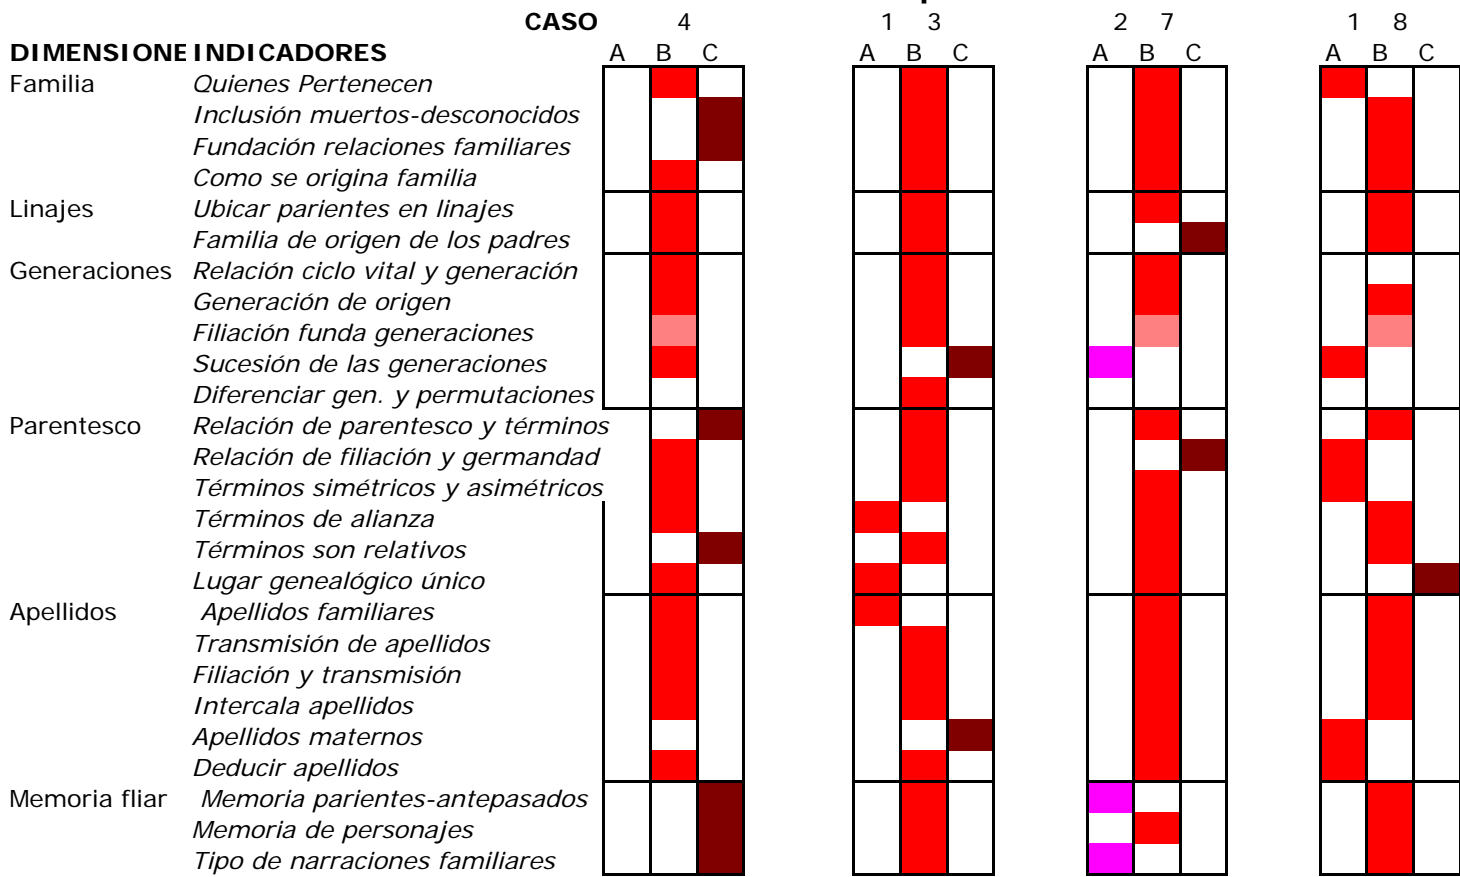 CASO 4 1 3 2 7 1 8
DIMENSIONE INDICADORES A B C A B C A B C A B C
Familia Quienes Pertenecen
Inclusión muertos-desconocidos
Fundación relaciones familiares
Como se origina familia
Linajes Ubicar parientes en linajes
Familia de origen de los padres
Generaciones Relación ciclo vital y generación
Generación de origen
Filiación funda generaciones
Sucesión de las generaciones
Diferenciar gen. y permutaciones
Parentesco Relación de parentesco y términos
Relación de filiación y germandad
Términos simétricos y asimétricos
Términos de alianza
Términos son relativos
Lugar genealógico único
Apellidos Apellidos familiares
Transmisión de apellidos
Filiación y transmisión
Intercala apellidos
Apellidos maternos
Deducir apellidos
Memoria fliar Memoria parientes-antepasados
Memoria de personajes
Tipo de narraciones familiares